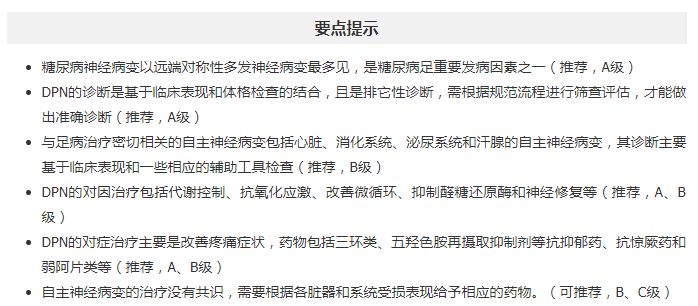 要点提示
糖尿病神经病变以远端对称性多发神经病变最多见，是糖尿病足重要发病因素之一（推荐，A级）
DPN的诊断是基于临床表现和体格检查的结合，且是排它性诊断，需根据规范流程进行筛查评估，才能做
出准确诊断（推荐，A级）
与足病治疗密切相关的自主神经病变包括心脏、消化系统、泌尿系统和汗腺的自主神经病变，其诊断主要
基于临床表现和一些相应的辅助工具检查（推荐，B级）
DPN的对因治疗包括代谢控制、抗氧化应激、改善微循环、抑制醛糖还原酶和神经修复等（推荐，A、B
级）
DPN的对症治疗主要是改善疼痛症状，药物包括三环类、五羟色胺再摄取抑制剂等抗抑郁药、抗惊厥药和
弱阿片类等（推荐，A、B级）
自主神经病变的治疗没有共识，需要根据各脏器和系统受损表现给予相应的药物。（可推荐，B、C级）